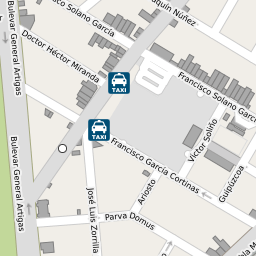 Francisco Solano García
Joaquín Núñez
Doctor Héctor Miranda
Bulevar General Artigas
TAXI
Francisco Solano García
TAXI
Francisco García Cortinas
Víctor Soliño
Guipúzcoa
Ariosto
José Luis Zorrilla
Parva Domus
Bulevar General Artigas